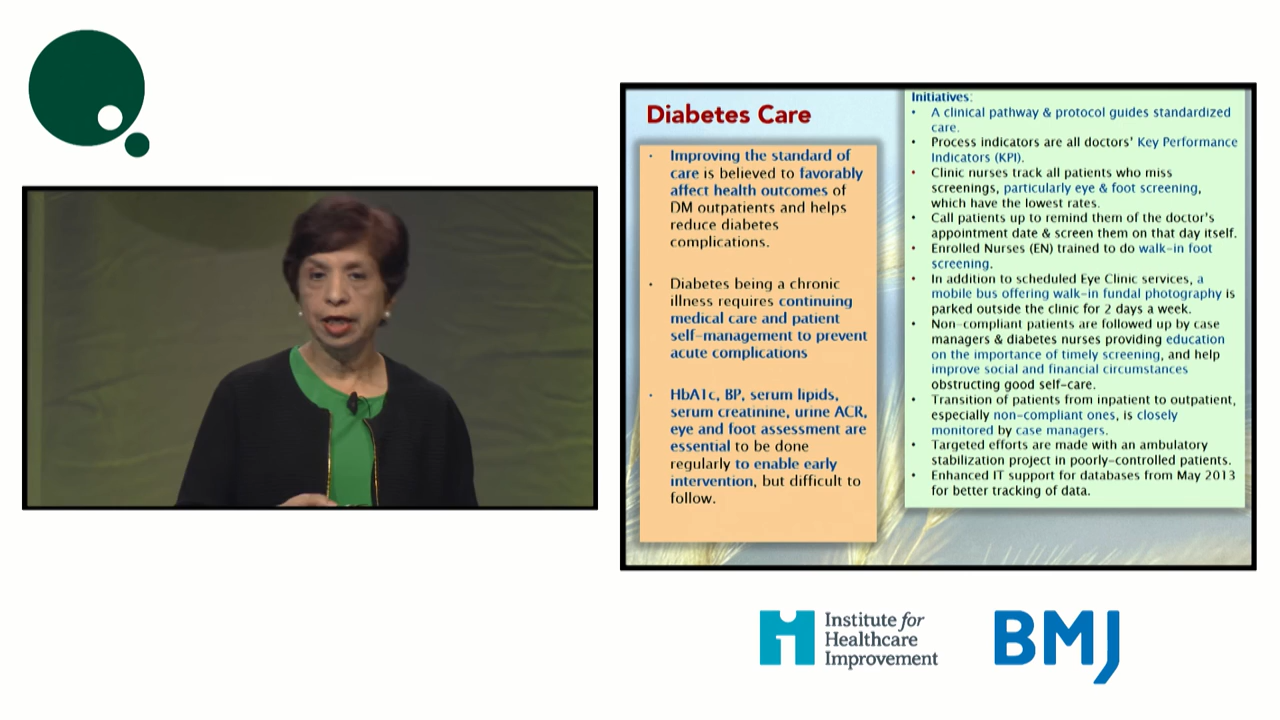 Diabetes Care
· Improving the standard of
care is believed to favorably
affect health outcomes of
DM outpatients and helps
reduce diabetes
complications.
· Diabetes being a chronic
illness requires continuing
medical care and patient
self-management to prevent
acute complications
· HbA1c, BP, serum lipids,
serum creatinine, urine ACR,
eye and foot assessment are
essential to be done
regularly to enable early
intervention, but difficult to
follow.
Initiatives:
• A clinical pathway & protocol guides standardized
care.
• Process indicators are all doctors' Key Performance
Indicators (KPI).
• Clinic nurses track all patients who miss
screenings, particularly eye & foot screening,
which have the lowest rates.
• Call patients up to remind them of the doctor's
appointment date & screen them on that day itself.
• Enrolled Nurses (EN) trained to do walk-in foot
screening.
• In addition to scheduled Eye Clinic services, a
mobile bus offering walk-in fundal photography is
parked outside the clinic for 2 days a week.
• Non-compliant patients are followed up by case
managers & diabetes nurses providing education
on the importance of timely screening, and help
improve social and financial circumstances
obstructing good self-care.
• Transition of patients from inpatient to outpatient,
especially non-compliant ones, is closely
monitored by case managers.
• Targeted efforts are made with an ambulatory
stabilization project in poorly-controlled patients.
• Enhanced IT support for databases from May 2013
for better tracking of data.
Institute for
Healthcare
Improvement
BMJ